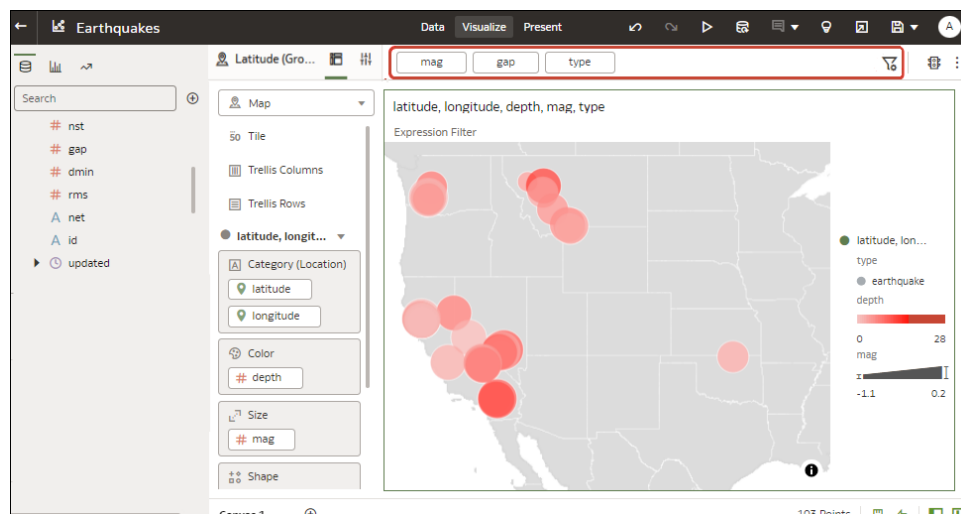 Earthquakes
Data Visualize Present
A
Latitude (Gro...
mag gap type
Search
# nst
# gap
# dmin
# rms
A net
A id
updated
Map
Tile
Trellis Columns
Trellis Rows
latitude, longit...
Category (Location)
latitude
longitude
Color
# depth
Size
# mag
Shape
latitude, longitude, depth, mag, type
Expression Filter
latitude, lon...
type
earthquake
depth
0 28
mag
-1.1 0.2
Canvas 1
103 Points